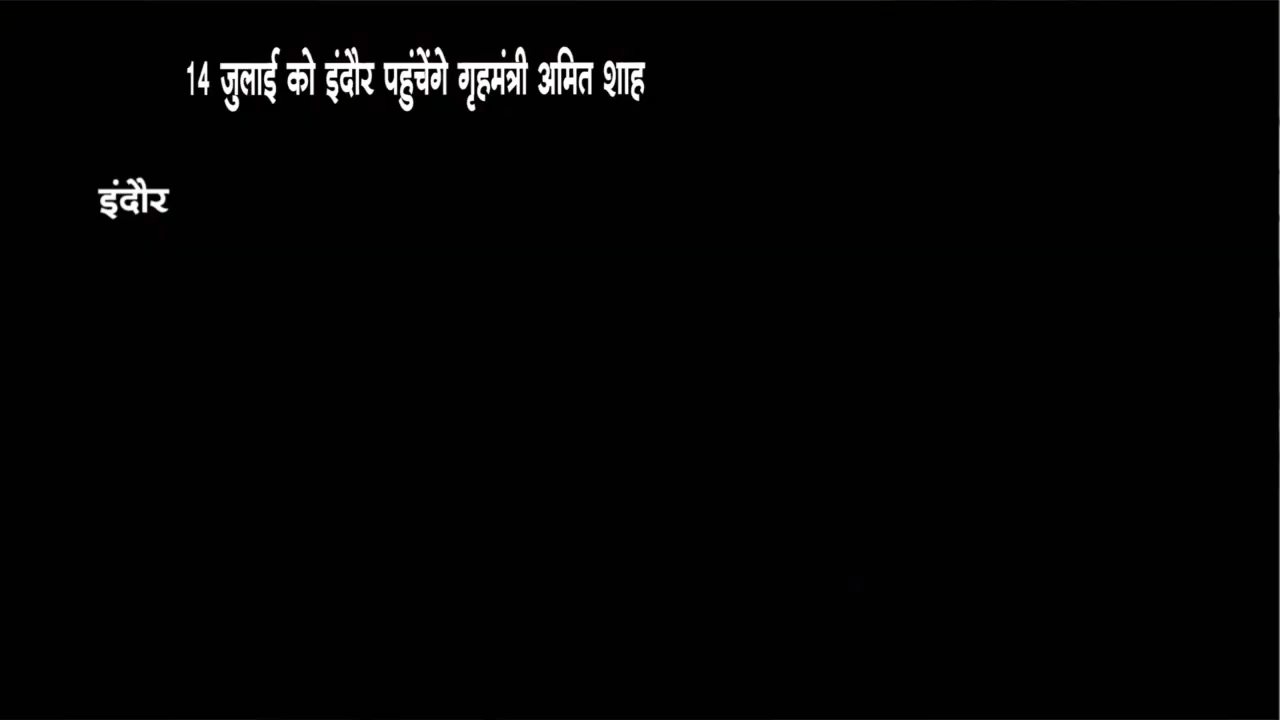 14 जुलाई को इंदौर पहुंचेंगे गृहमंत्री अमित शाह
इंदौर